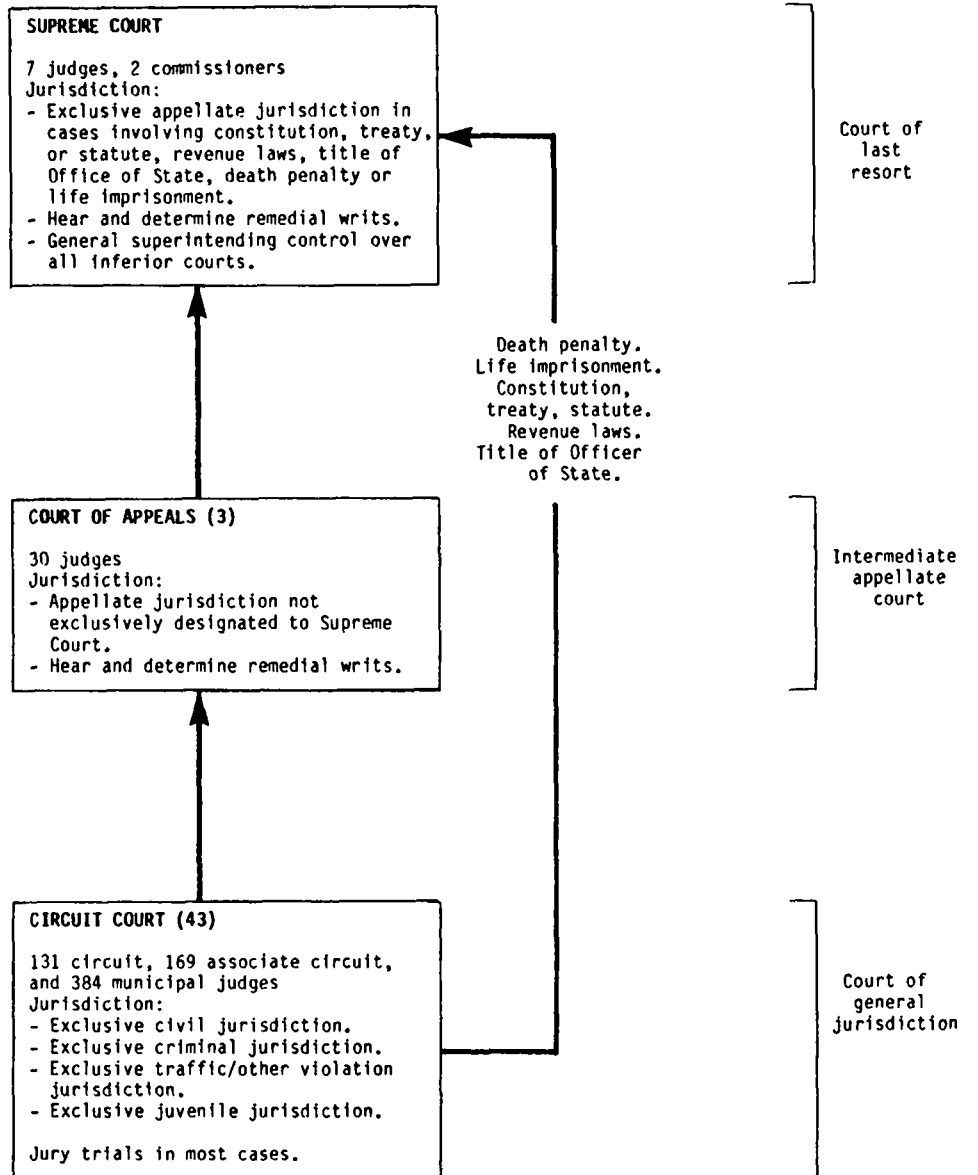 SUPREME COURT
7 judges, 2 commissioners
Jurisdiction:
- Exclusive appellate jurisdiction in
cases involving constitution, treaty,
or statute, revenue laws, title of
Office of State, death penalty or
life imprisonment.
- Hear and determine remedial writs.
- General superintending control over
all inferior courts.
Court of
last
resort
Death penalty.
Life imprisonment.
Constitution,
treaty, statute.
Revenue laws.
Title of Officer
of State.
COURT OF APPEALS (3)
30 judges
Jurisdiction:
- Appellate jurisdiction not
exclusively designated to Supreme
Court.
- Hear and determine remedial writs.
Intermediate
appellate
court
CIRCUIT COURT (43)
131 circuit, 169 associate circuit,
and 384 municipal judges
Jurisdiction:
- Exclusive civil jurisdiction.
- Exclusive criminal jurisdiction.
- Exclusive traffic/other violation
jurisdiction.
- Exclusive juvenile jurisdiction.
Jury trials in most cases.
Court of
general
jurisdiction